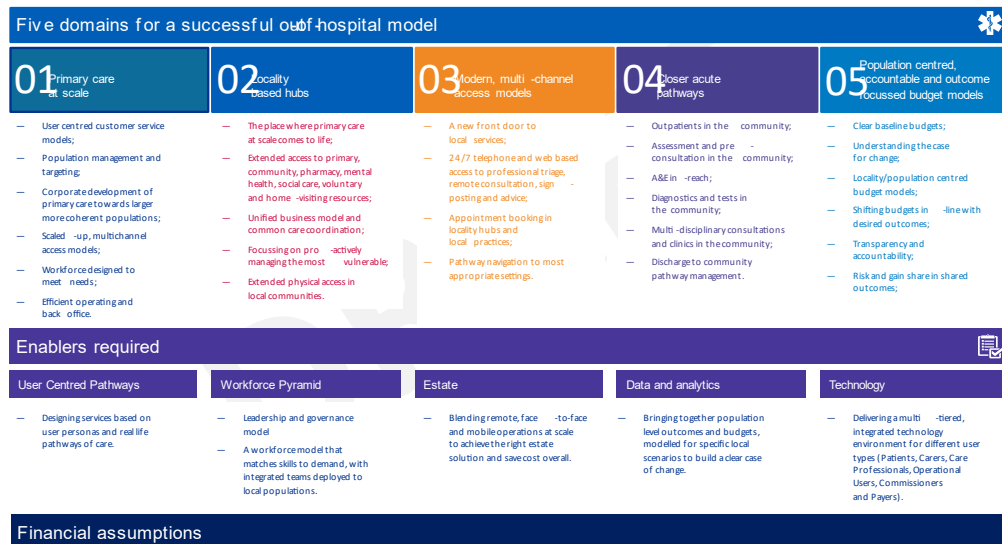 Five domains for a successful out-of-hospital model
01 Primary care
at scale
02 Locality
based hubs
03 Modern, multi-channel
access models
04 Closer acute
pathways
05 Population centred,
accountable and outcome
focussed budget models
— User centred customer service
models;
— Population management and
targeting;
— Corporate development of
primary care towards larger
more coherent populations;
— Scaled-up, multichannel
access models;
— Workforce designed to
meet needs;
— Efficient operating and
back office.
— The place where primary care
at scale comes to life;
— Extended access to primary,
community, pharmacy, mental
health, social care, voluntary
and home-visiting resources;
— Unified business model and
common care coordination;
— Focussing on pro-actively
managing the most vulnerable;
— Extended physical access in
local communities.
— A new front door to
local services;
— 24/7 telephone and web based
access to professional triage,
remote consultation, sign-
posting and advice;
— Appointment booking in
locality hubs and
local practices;
— Pathway navigation to most
appropriate settings.
— Outpatients in the community;
— Assessment and pre-
consultation in the community;
— A&E in-reach;
— Diagnostics and tests in
the community;
— Multi-disciplinary consultations
and clinics in the community;
— Discharge to community
pathway management.
— Clear baseline budgets;
— Understanding the case
for change;
— Locality/population centred
budget models;
— Shifting budgets in-line with
desired outcomes;
— Transparency and
accountability;
— Risk and gain share in shared
outcomes;
Enablers required
User Centred Pathways
Workforce Pyramid
Estate
Data and analytics
Technology
— Designing services based on
user personas and real life
pathways of care.
— Leadership and governance
model
— A workforce model that
matches skills to demand, with
integrated teams deployed to
local populations.
— Blending remote, face-to-face
and mobile operations at scale
to achieve the right estate
solution and save cost overall.
— Bringing together population
level outcomes and budgets,
modelled for specific local
scenarios to build a clear case
of change.
— Delivering a multi-tiered,
integrated technology
environment for different user
types (Patients, Carers, Care
Professionals, Operational
Users, Commissioners
and Payers).
Financial assumptions